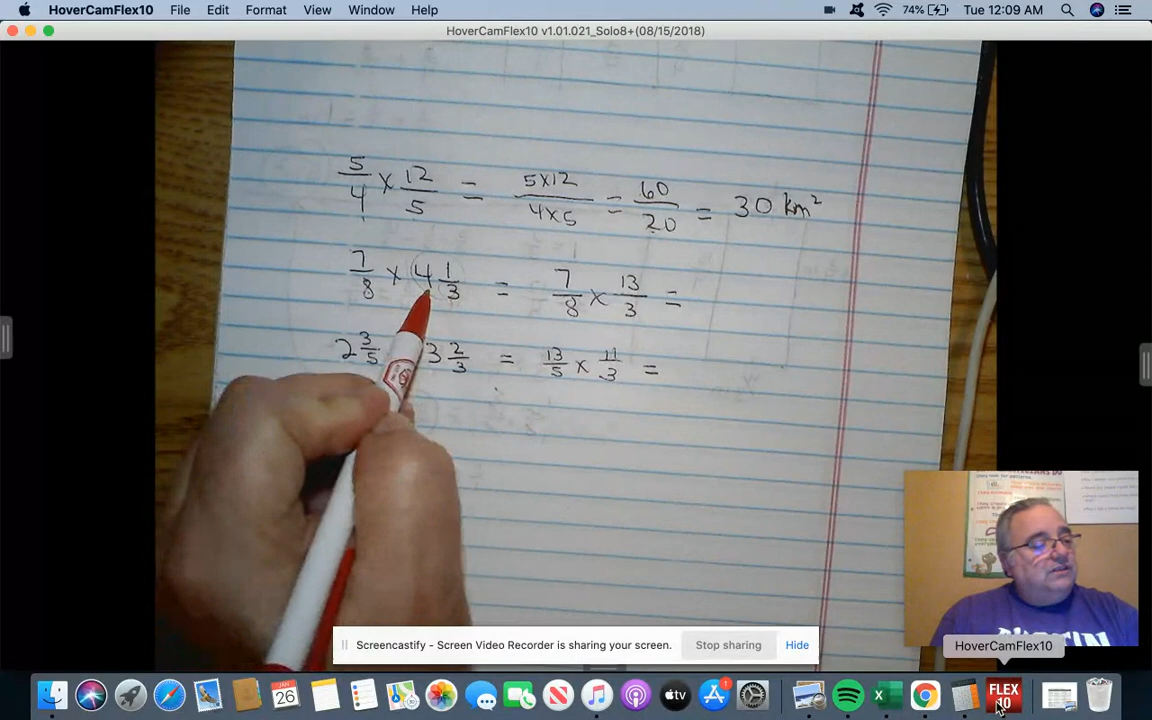 HoverCamFlex10 File Edit Format View Window Help 74% Tue 12:09 AM
HoverCamFlex10 v1.01.021_Solo8+(08/15/2018)
5/4 x 12/5 = 5x12/4x5 = 60/20 = 30 km²
7/8 x 4 1/3 = 7/8 x 13/3 =
2 3/5 3 2/3 = 13/5 x 11/3 =
Screencastify - Screen Video Recorder is sharing your screen. Stop sharing Hide
HoverCamFlex10
JAN
26
1
FLEX
10